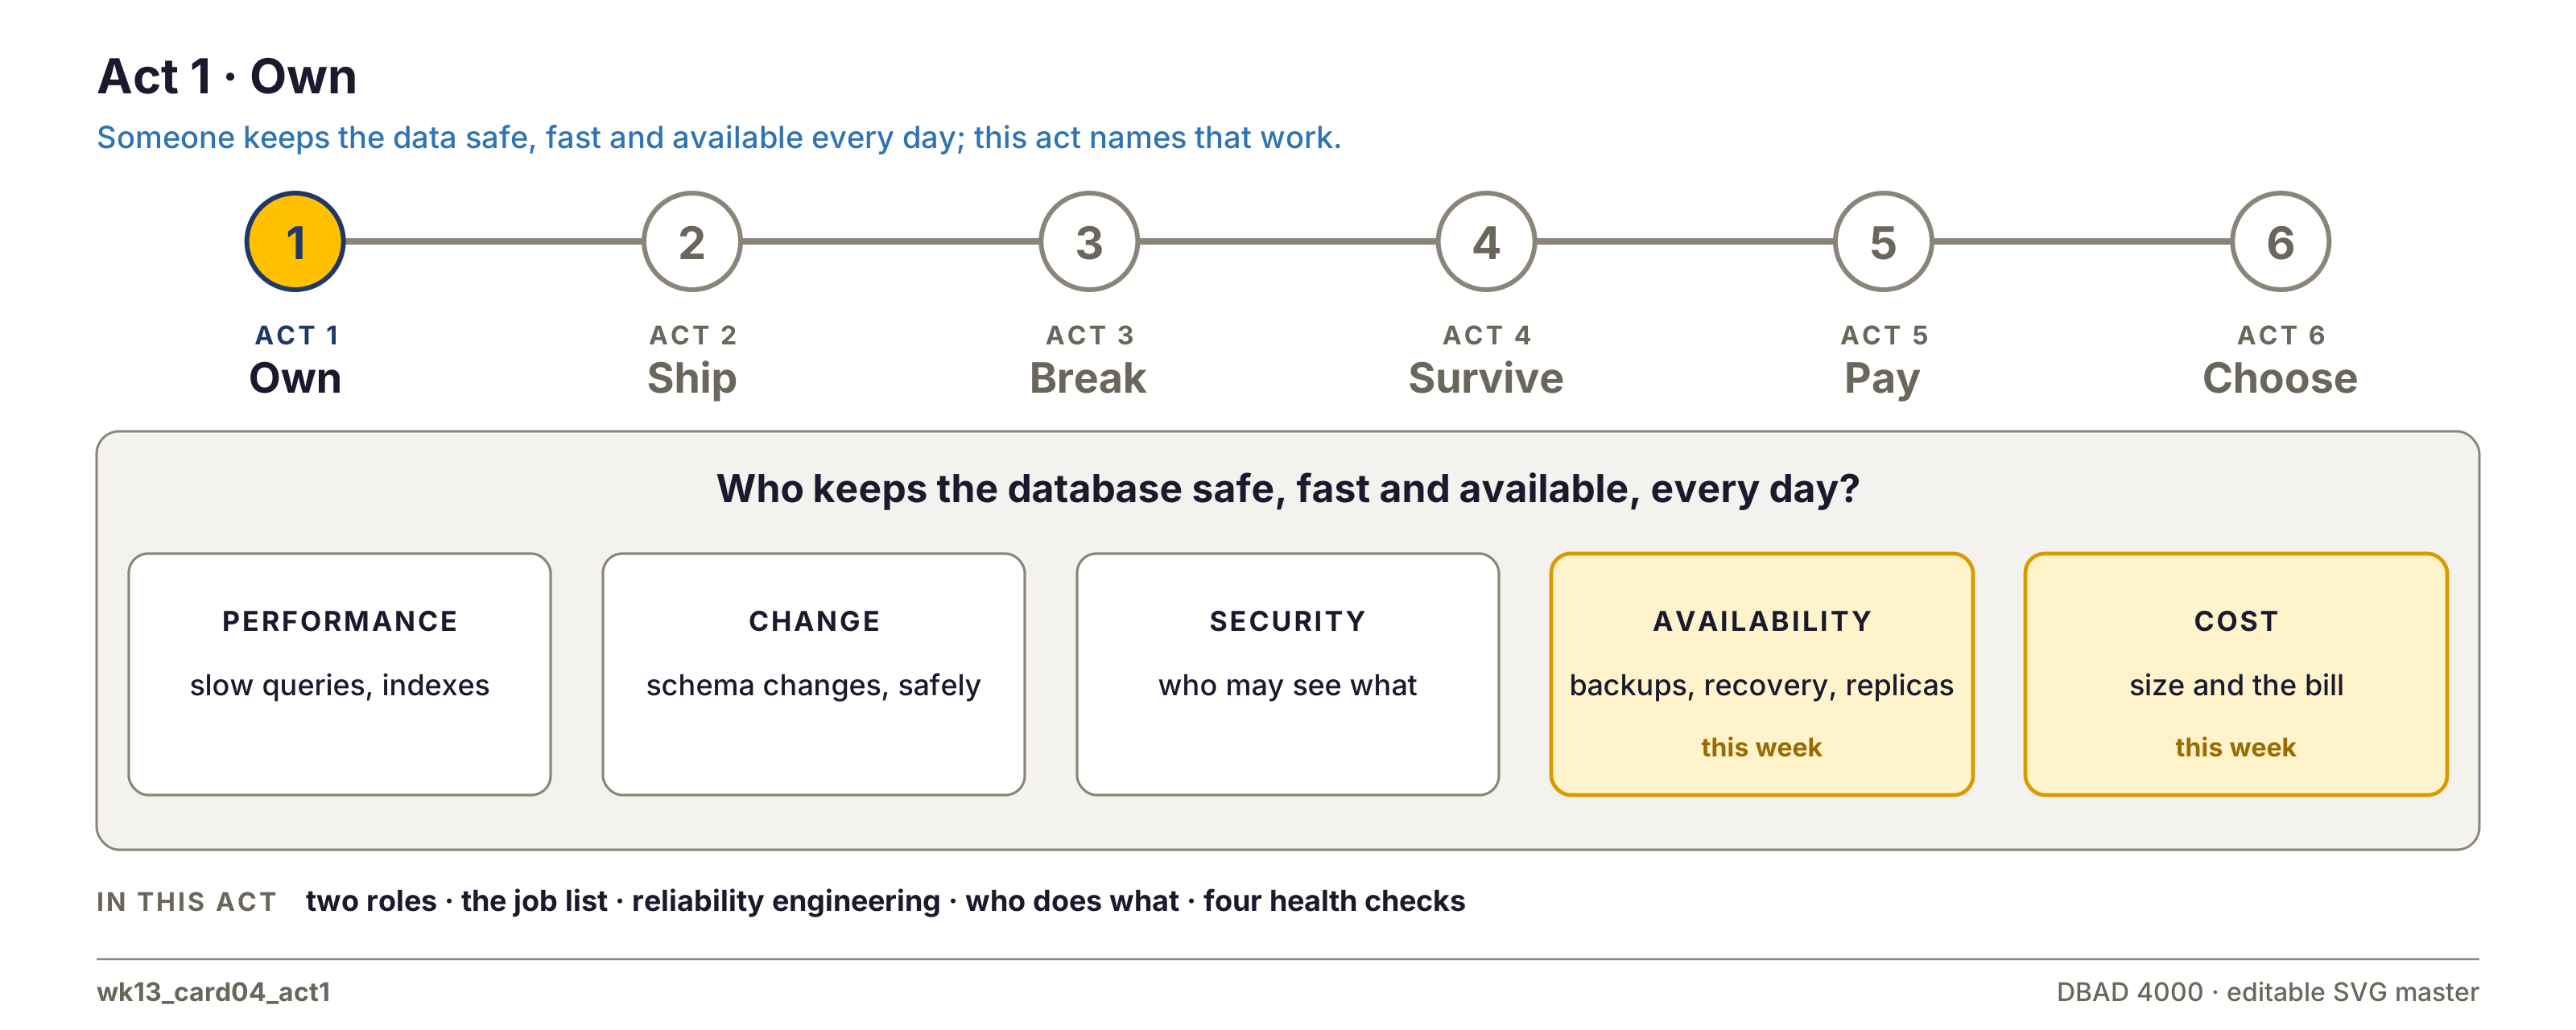 Act 1 · Own
Someone keeps the data safe, fast and available every day; this act names that work.
1 2 3 4 5 6
ACT 1 ACT 2 ACT 3 ACT 4 ACT 5 ACT 6
Own Ship Break Survive Pay Choose
Who keeps the database safe, fast and available, every day?
PERFORMANCE CHANGE SECURITY AVAILABILITY COST
slow queries, indexes schema changes, safely who may see what backups, recovery, replicas size and the bill
this week this week
IN THIS ACT two roles · the job list · reliability engineering · who does what · four health checks
wk13_card04_act1 DBAD 4000 · editable SVG master